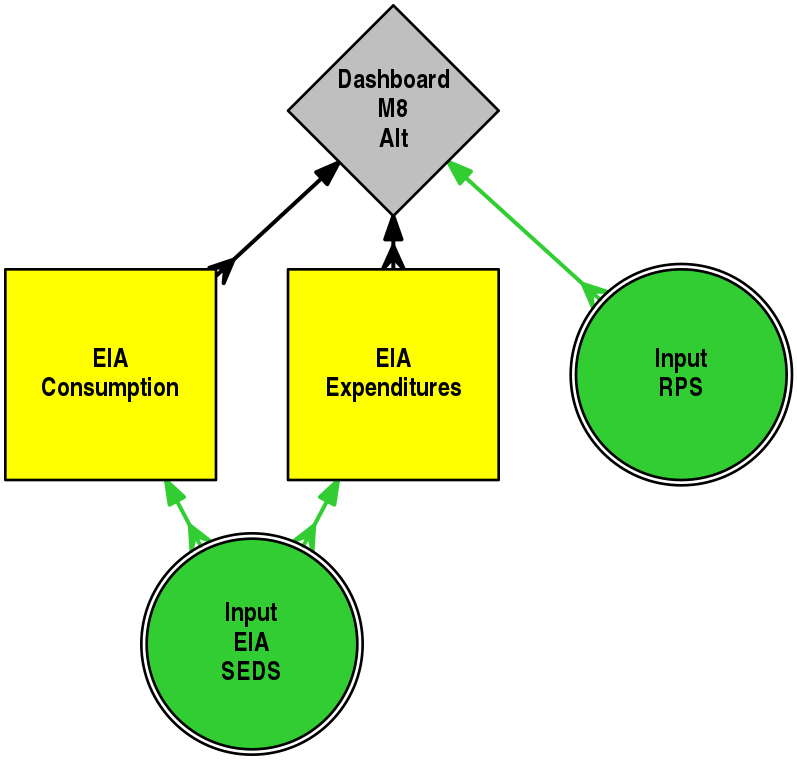 Dashboard
M8
Alt
EIA
Consumption
EIA
Expenditures
Input
RPS
Input
EIA
SEDS